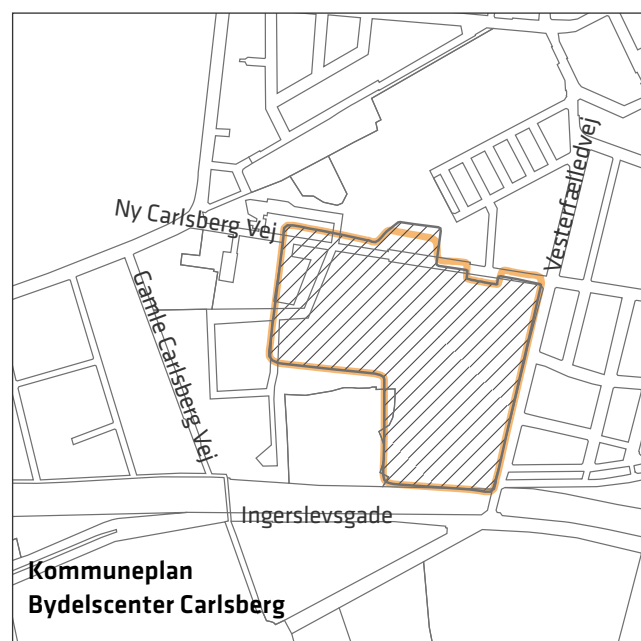 Vesterfælledvej
Ny Carlsberg Vej
Gamle Carlsberg Vej
Ingerslevsgade
Kommuneplan
Bydelscenter Carlsberg